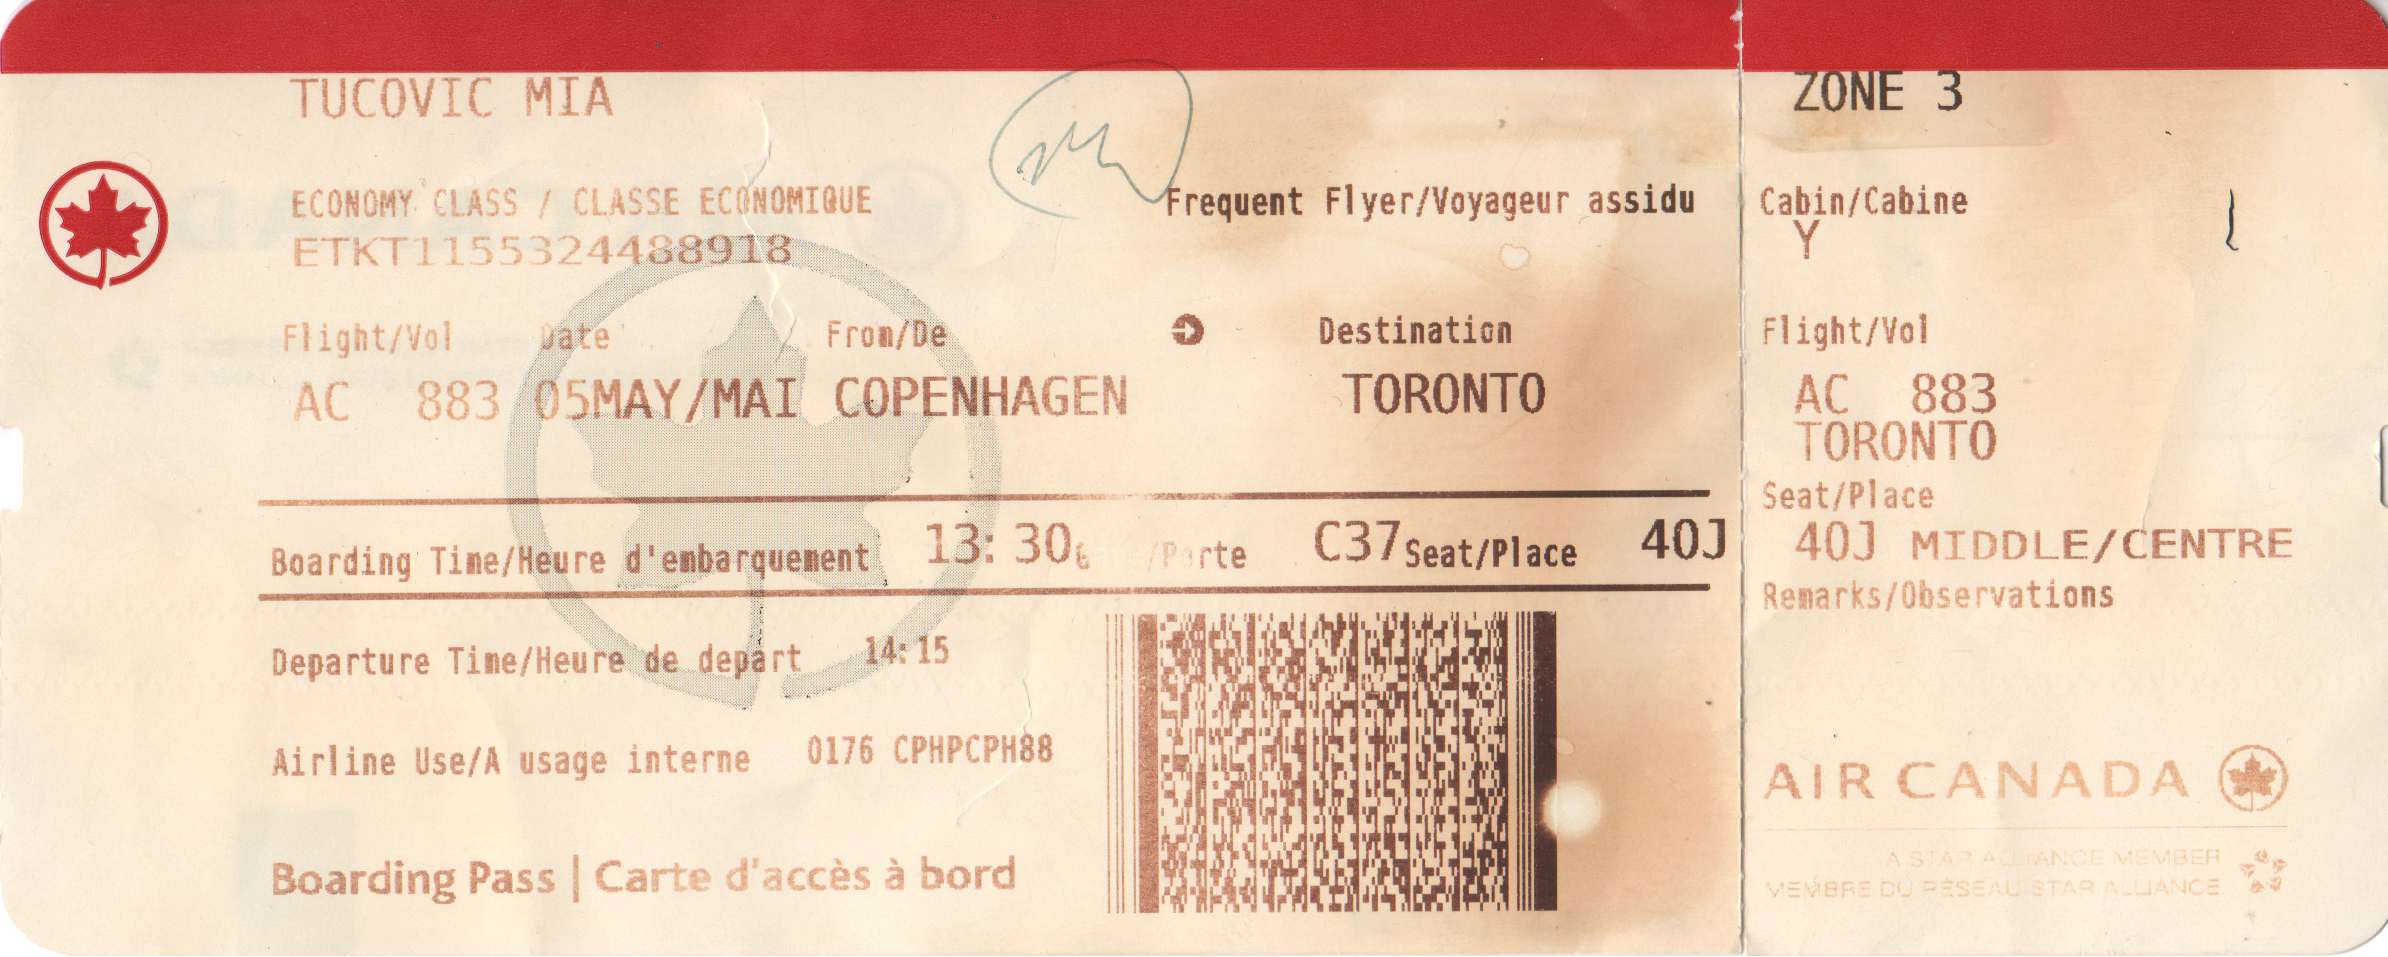 TUCOVIC MIA
ZONE 3
ECONOMY CLASS / CLASSE ECONOMIQUE
Frequent Flyer/Voyageur assidu
Cabin/Cabine
ETKT1155324488918
Y
Flight/Vol Date From/De Destination
Flight/Vol
AC 883 05MAY/MAI COPENHAGEN TORONTO
AC 883
TORONTO
Seat/Place
Boarding Time/Heure d'embarquement 13:30 /Porte C37 Seat/Place 40J
40J MIDDLE/CENTRE
Remarks/Observations
Departure Time/Heure de depart 14:15
Airline Use/A usage interne 0176 CPHPCPH88
AIR CANADA
Boarding Pass | Carte d'accès à bord
A STAR ALLIANCE MEMBER
MEMBRE DU RESEAU STAR ALLIANCE